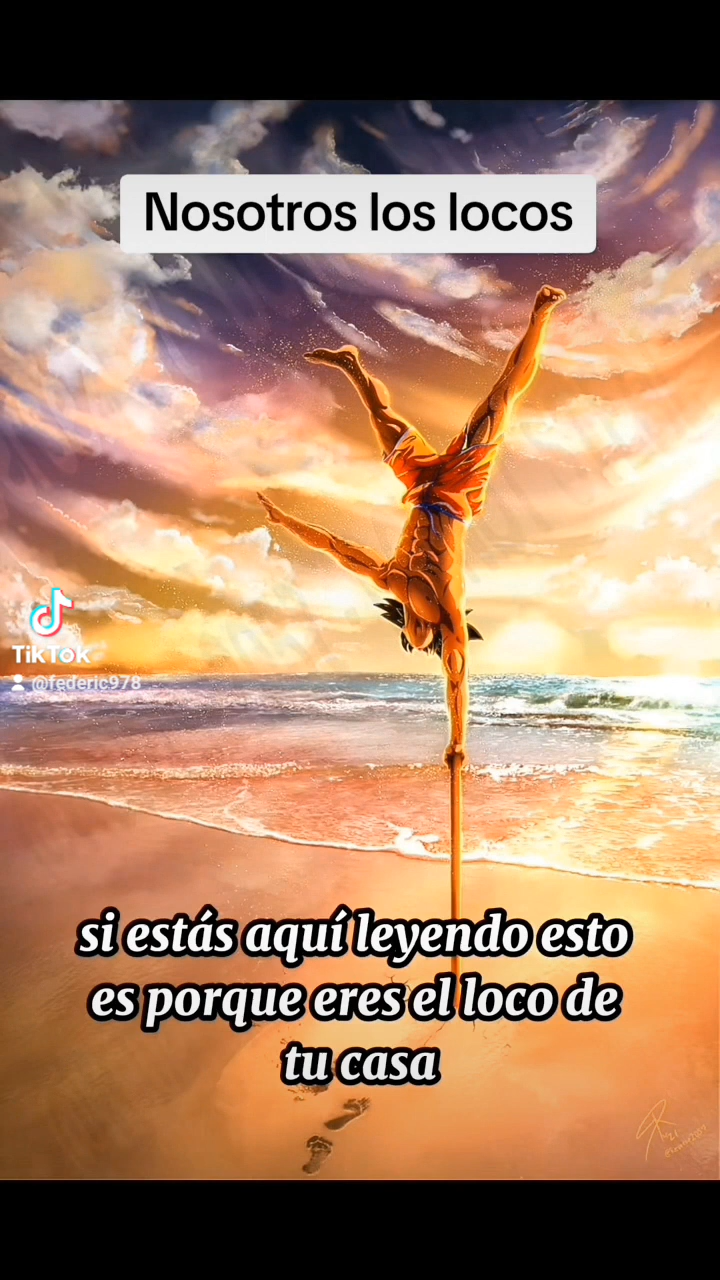 Nosotros los locos
TikTok
@federic978
si estás aquí leyendo esto
es porque eres el loco de
tu casa